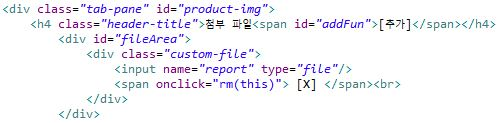 <div class="tab-pane" id="product-img">
<h4 class="header-title">첨부 파일<span id="addFun">[추가]</span></h4>
<div id="fileArea">
<div class="custom-file">
<input name="report" type="file"/>
<span onclick="rm(this)"> [X] </span><br>
</div>
</div>